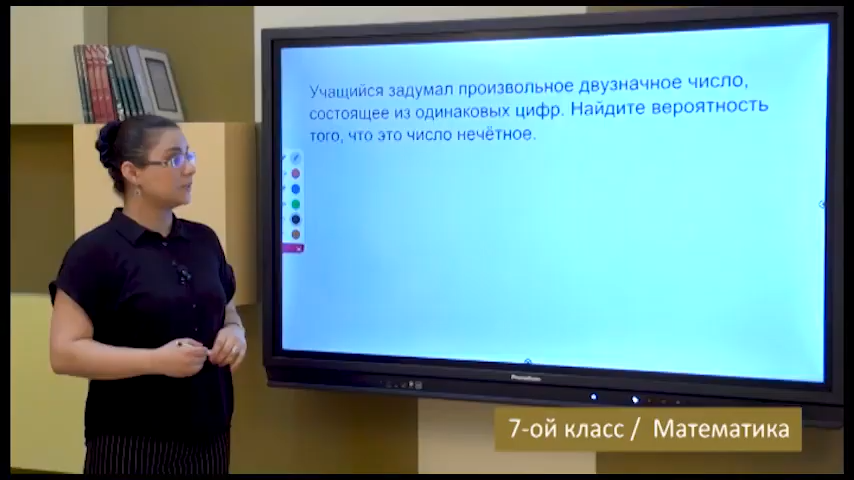 Учащийся задумал произвольное двузначное число,
состоящее из одинаковых цифр. Найдите вероятность
того, что это число нечётное.
7-ой класс / Математика